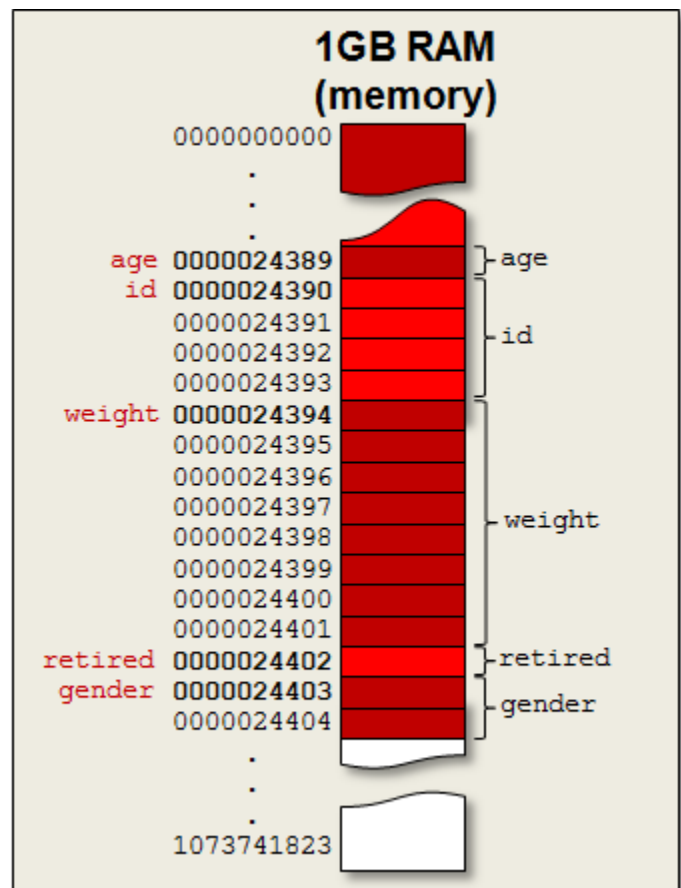 1GB RAM
(memory)
0000000000
.
.
.
age 0000024389 age
id 0000024390
0000024391 id
0000024392
0000024393
weight 0000024394
0000024395
0000024396
0000024397
0000024398 weight
0000024399
0000024400
0000024401
retired 0000024402 retired
gender 0000024403 gender
0000024404
.
.
.
1073741823